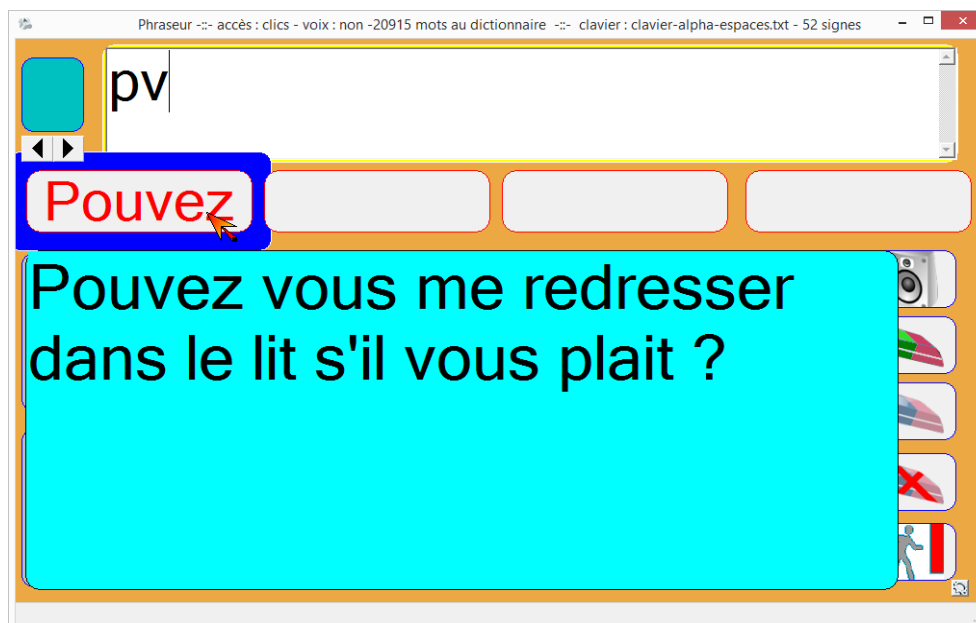 Phraseur -::- accès : clics - voix : non -20915 mots au dictionnaire -::- clavier : clavier-alpha-espaces.txt - 52 signes
pv
Pouvez
Pouvez vous me redresser
dans le lit s'il vous plait ?